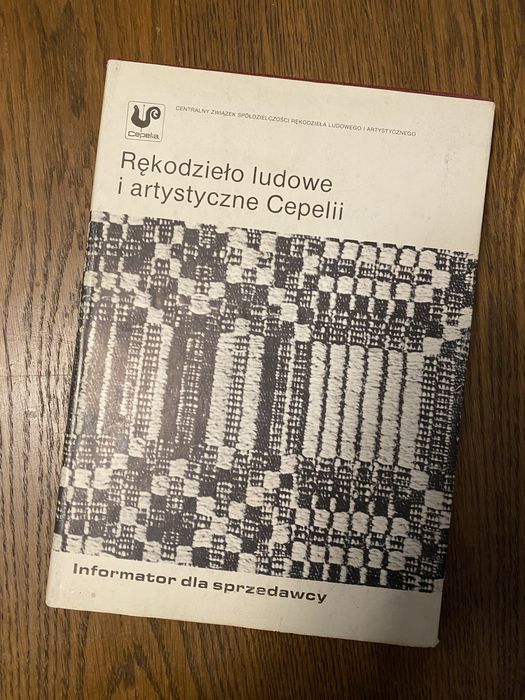 CENTRALNY ZWIĄZEK SPÓŁDZIELCZOŚCI RĘKODZIEŁA LUDOWEGO I ARTYSTYCZNEGO
Cepelia
Rękodzieło ludowe
i artystyczne Cepelii
Informator dla sprzedawcy